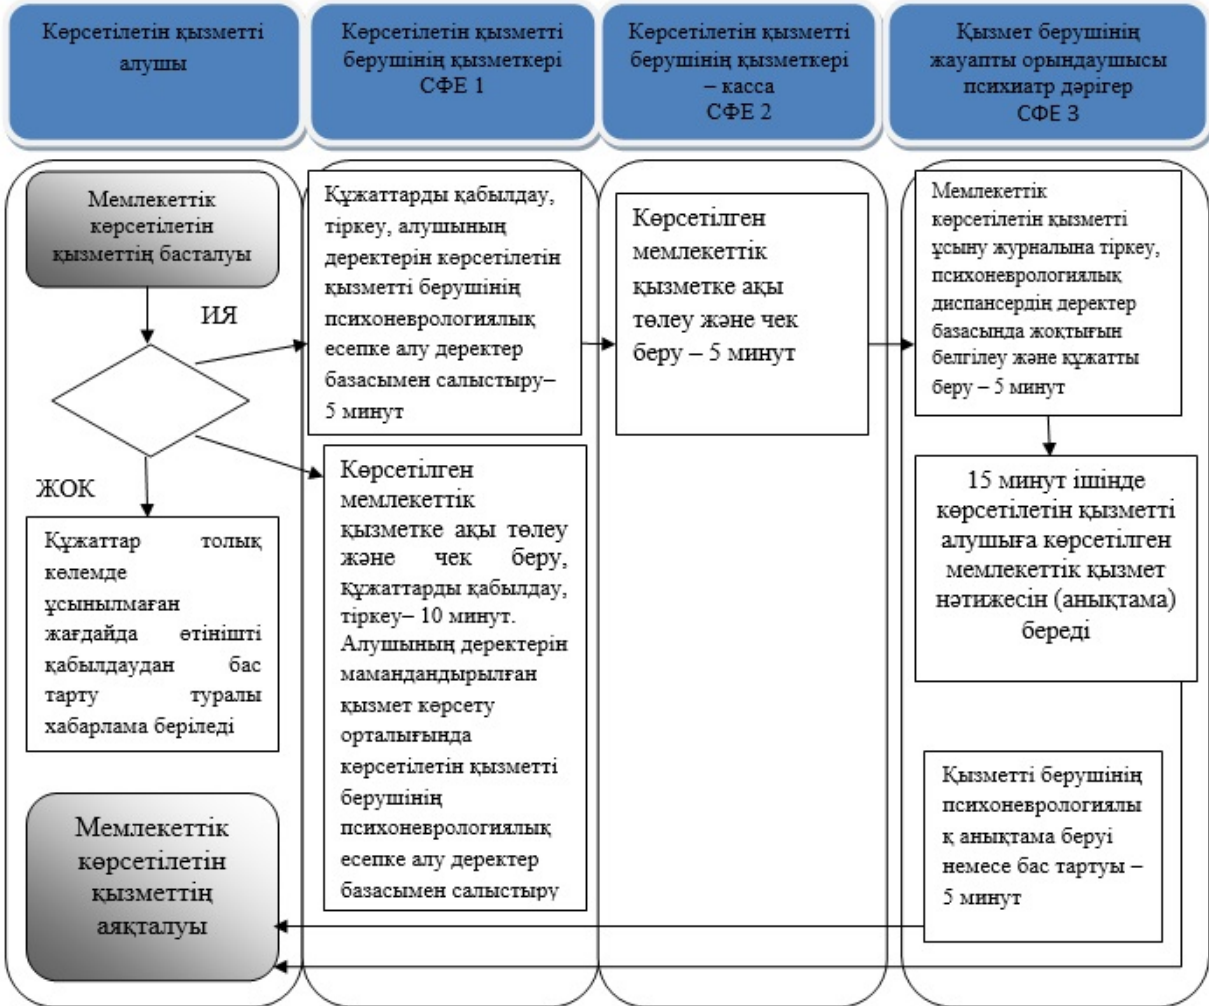 Көрсетілетін қызметті
алушы
Көрсетілетін қызметті
берушінің қызметкері
СФЕ 1
Көрсетілетін қызметті
берушінің қызметкері
– касса
СФЕ 2
Қызмет берушінің
жауапты орындаушысы
психиатр дәрігер
СФЕ 3
Мемлекеттік
көрсетілетін
қызметтің басталуы
ИЯ
ЖОК
Құжаттар толық
көлемде
ұсынылмаған
жағдайда өтінішті
қабылдаудан бас
тарту туралы
хабарлама беріледі
Мемлекеттік
көрсетілетін
қызметтің
аяқталуы
Құжаттарды қабылдау,
тіркеу, алушының
деректерін көрсетілетін
қызметті берушінің
психоневрологиялық
есепке алу деректер
базасымен салыстыру–
5 минут
Көрсетілген
мемлекеттік
қызметке ақы төлеу
және чек беру,
құжаттарды қабылдау,
тіркеу– 10 минут.
Алушының деректерін
мамандандырылған
қызмет көрсету
орталығында
көрсетілетін қызметті
берушінің
психоневрологиялық
есепке алу деректер
базасымен салыстыру
Көрсетілген
мемлекеттік
қызметке ақы
төлеу және чек
беру – 5 минут
Мемлекеттік
көрсетілетін қызметті
ұсыну журналына тіркеу,
психоневрологиялық
диспансердің деректер
базасында жоқтығын
белгілеу және құжатты
беру – 5 минут
15 минут ішінде
көрсетілетін қызметті
алушыға көрсетілген
мемлекеттік қызмет
нәтижесін (анықтама)
береді
Қызметті берушінің
психоневрологиялы
қ анықтама беруі
немесе бас тартуы –
5 минут